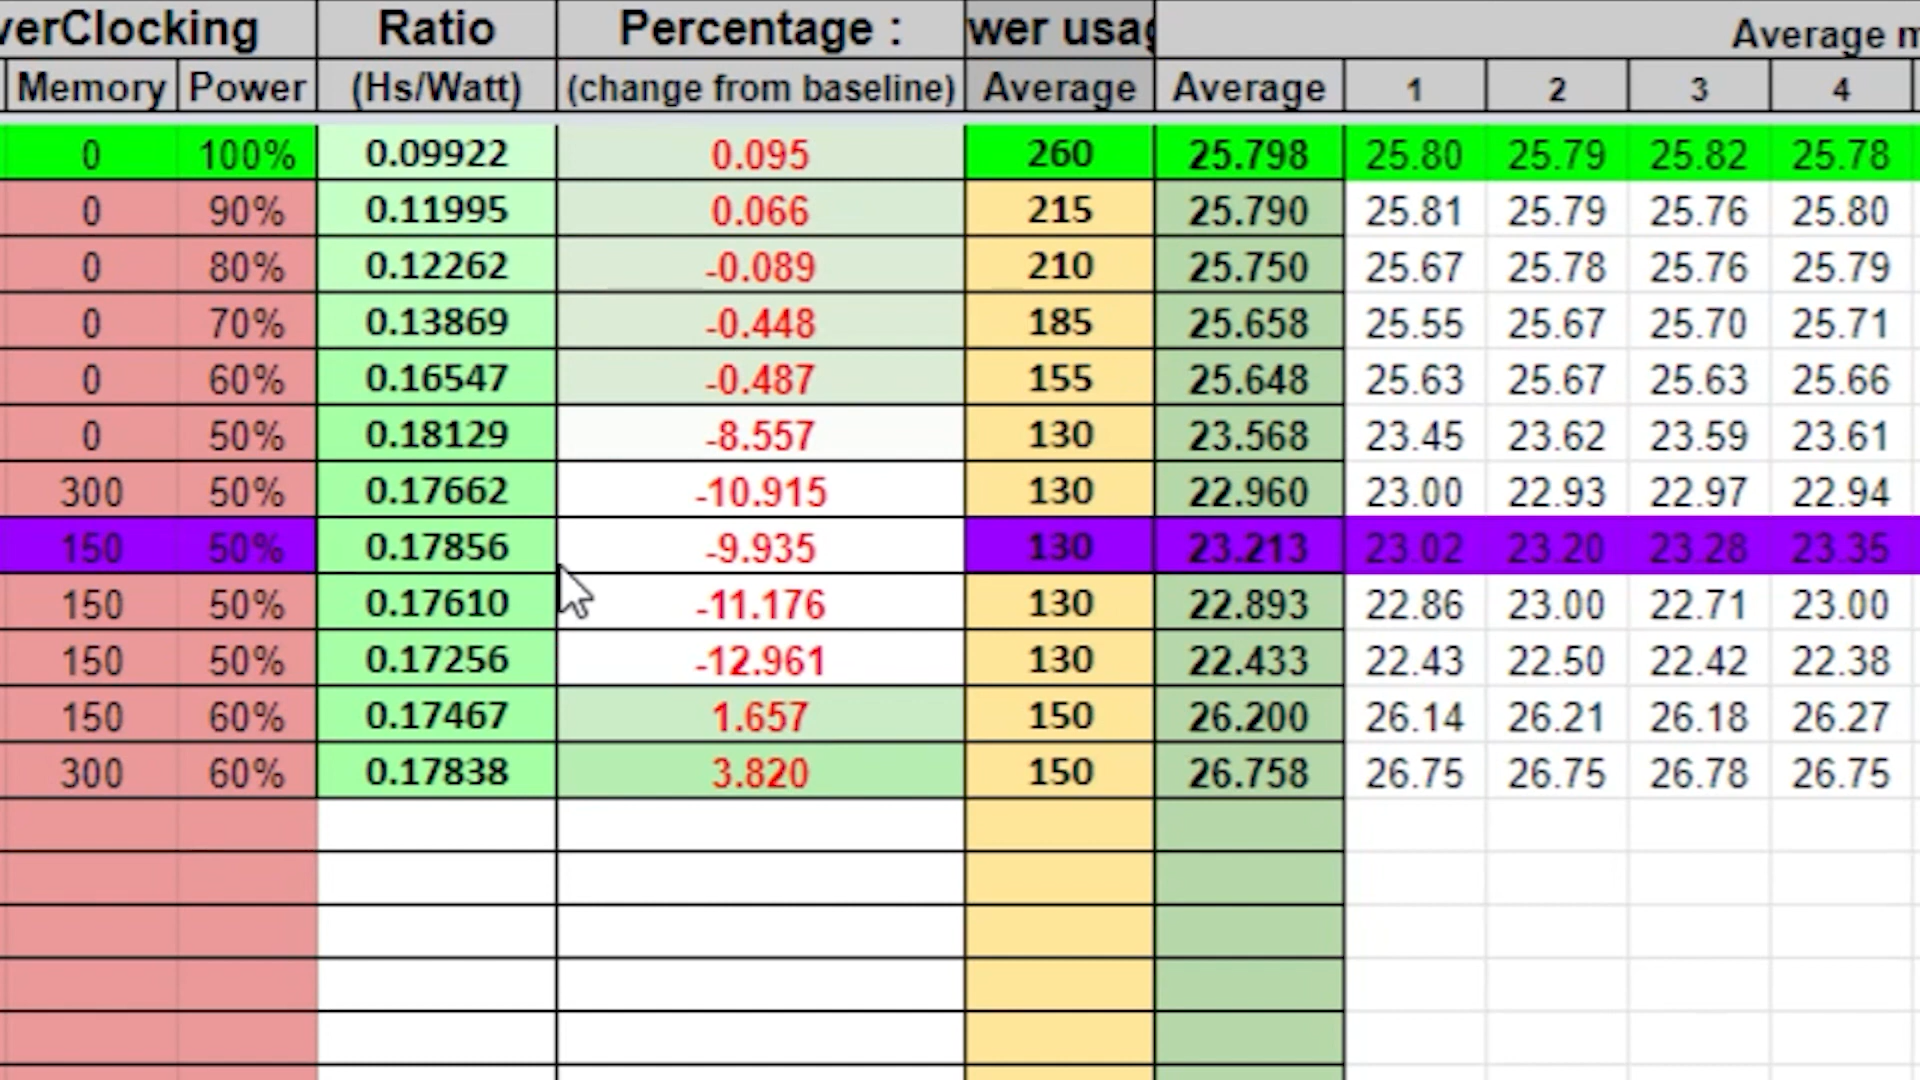 verClocking Ratio Percentage : wer usag Average m
Memory Power (Hs/Watt) (change from baseline) Average Average 1 2 3 4
0 100% 0.09922 0.095 260 25.798 25.80 25.79 25.82 25.78
0 90% 0.11995 0.066 215 25.790 25.81 25.79 25.76 25.80
0 80% 0.12262 -0.089 210 25.750 25.67 25.78 25.76 25.79
0 70% 0.13869 -0.448 185 25.658 25.55 25.67 25.70 25.71
0 60% 0.16547 -0.487 155 25.648 25.63 25.67 25.63 25.66
0 50% 0.18129 -8.557 130 23.568 23.45 23.62 23.59 23.61
300 50% 0.17662 -10.915 130 22.960 23.00 22.93 22.97 22.94
150 50% 0.17856 -9.935 130 23.213 23.02 23.20 23.28 23.35
150 50% 0.17610 -11.176 130 22.893 22.86 23.00 22.71 23.00
150 50% 0.17256 -12.961 130 22.433 22.43 22.50 22.42 22.38
150 60% 0.17467 1.657 150 26.200 26.14 26.21 26.18 26.27
300 60% 0.17838 3.820 150 26.758 26.75 26.75 26.78 26.75